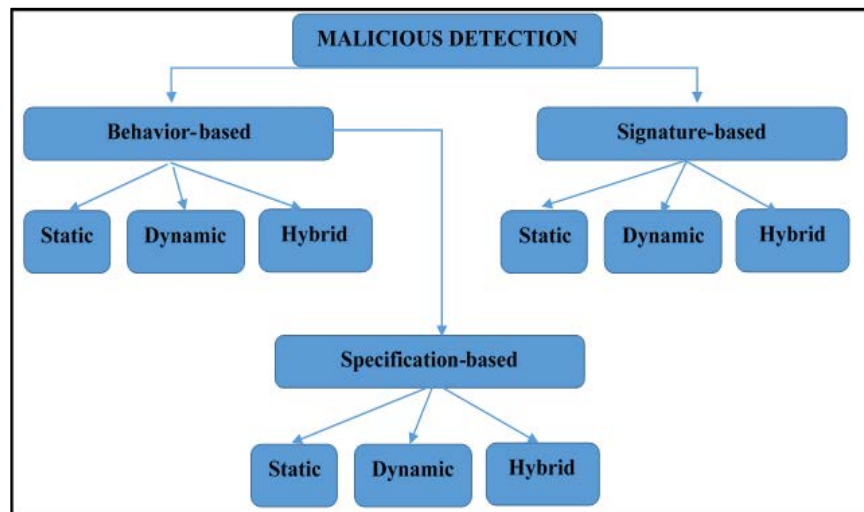 MALICIOUS DETECTION
Behavior-based
Signature-based
Static
Dynamic
Hybrid
Static
Dynamic
Hybrid
Specification-based
Static
Dynamic
Hybrid